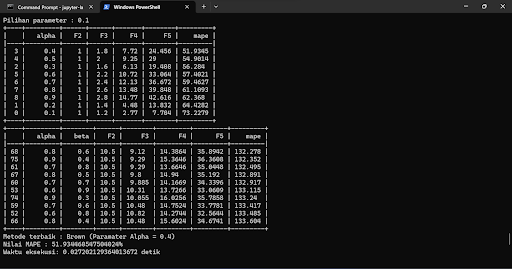 Command Prompt - jupyter-la
Windows PowerShell
Pilihan parameter : 0.1
| | alpha | F2 | F3 | F4 | F5 | mape |
| 3 | 0.4 | 1 | 1.8 | 7.72 | 24.456 | 51.9345 |
| 4 | 0.5 | 1 | 2 | 9.25 | 29 | 54.9014 |
| 2 | 0.3 | 1 | 1.6 | 6.13 | 19.488 | 56.284 |
| 5 | 0.6 | 1 | 2.2 | 10.72 | 33.064 | 57.4021 |
| 6 | 0.7 | 1 | 2.4 | 12.13 | 36.672 | 59.4627 |
| 7 | 0.8 | 1 | 2.6 | 13.48 | 39.848 | 61.1093 |
| 8 | 0.9 | 1 | 2.8 | 14.77 | 42.616 | 62.368 |
| 1 | 0.2 | 1 | 1.4 | 4.48 | 13.832 | 64.4282 |
| 0 | 0.1 | 1 | 1.2 | 2.77 | 7.704 | 73.2279 |
| | alpha | beta | F2 | F3 | F4 | F5 | mape |
| 68 | 0.8 | 0.6 | 10.5 | 9.12 | 14.3864 | 35.8942 | 132.278 |
| 75 | 0.9 | 0.4 | 10.5 | 9.29 | 15.3646 | 36.3608 | 132.352 |
| 61 | 0.7 | 0.8 | 10.5 | 9.29 | 13.6646 | 35.0448 | 132.495 |
| 67 | 0.8 | 0.5 | 10.5 | 9.8 | 14.94 | 35.192 | 132.891 |
| 60 | 0.7 | 0.7 | 10.5 | 9.885 | 14.1669 | 34.3396 | 132.917 |
| 53 | 0.6 | 0.9 | 10.5 | 10.31 | 13.7266 | 33.0609 | 133.115 |
| 74 | 0.9 | 0.3 | 10.5 | 10.055 | 16.0256 | 35.7858 | 133.24 |
| 59 | 0.7 | 0.6 | 10.5 | 10.48 | 14.7524 | 33.7781 | 133.417 |
| 52 | 0.6 | 0.8 | 10.5 | 10.82 | 14.2744 | 32.5644 | 133.485 |
| 66 | 0.8 | 0.4 | 10.5 | 10.48 | 15.6024 | 34.6741 | 133.604 |
Metode terbaik : Brown (Parameter Alpha = 0.4)
Nilai MAPE : 51.934460547504024%
Waktu eksekusi: 0.027202129364013672 detik